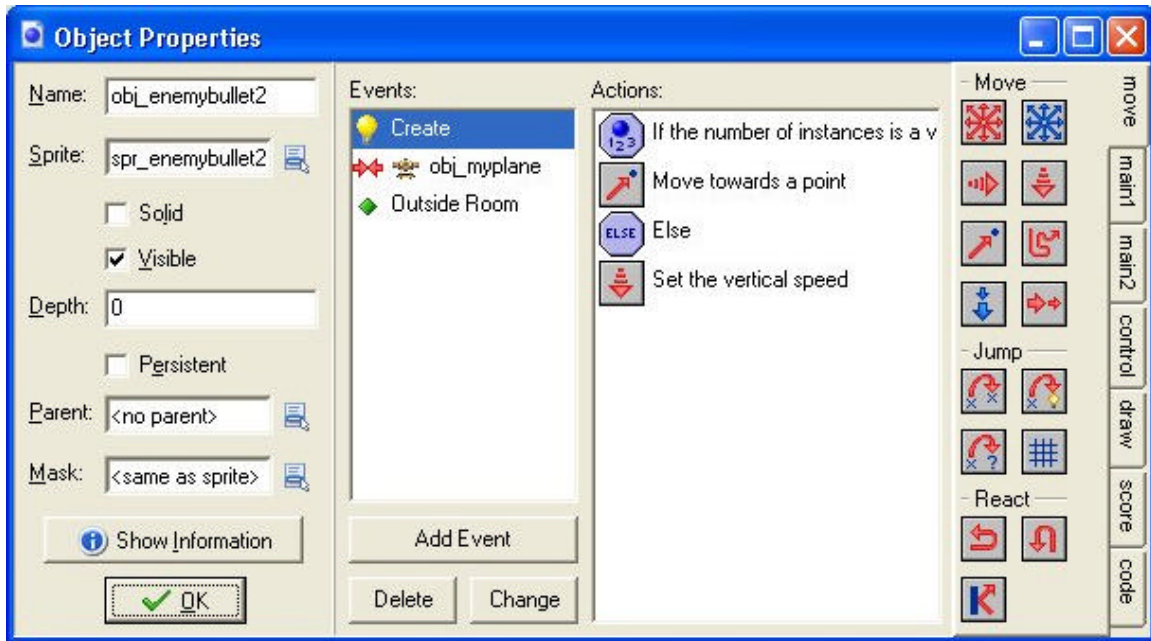 Object Properties
Name: obj_enemybullet2
Sprite: spr_enemybullet2
Solid
Visible
Depth: 0
Persistent
Parent: <no parent>
Mask: <same as sprite>
Show Information
OK
Events:
Create
obj_myplane
Outside Room
Add Event
Delete Change
Actions:
123 If the number of instances is a v
Move towards a point
ELSE Else
Set the vertical speed
Move
Jump
x x x
x ?
React
move
main1
main2
control
draw
score
code